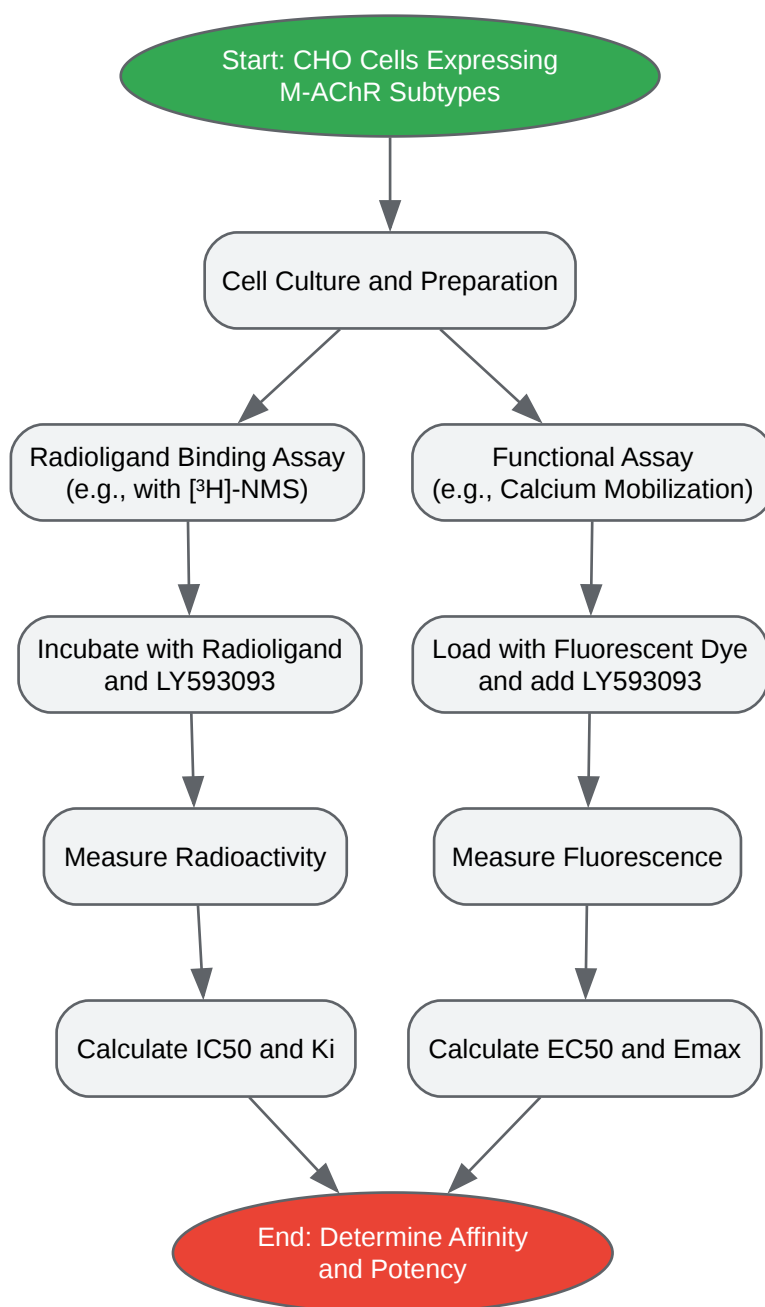 Start: CHO Cells Expressing
M-AChR Subtypes
Cell Culture and Preparation
Radioligand Binding Assay
(e.g., with [³H]-NMS)
Functional Assay
(e.g., Calcium Mobilization)
Incubate with Radioligand
and LY593093
Load with Fluorescent Dye
and add LY593093
Measure Radioactivity
Measure Fluorescence
Calculate IC50 and Ki
Calculate EC50 and Emax
End: Determine Affinity
and Potency